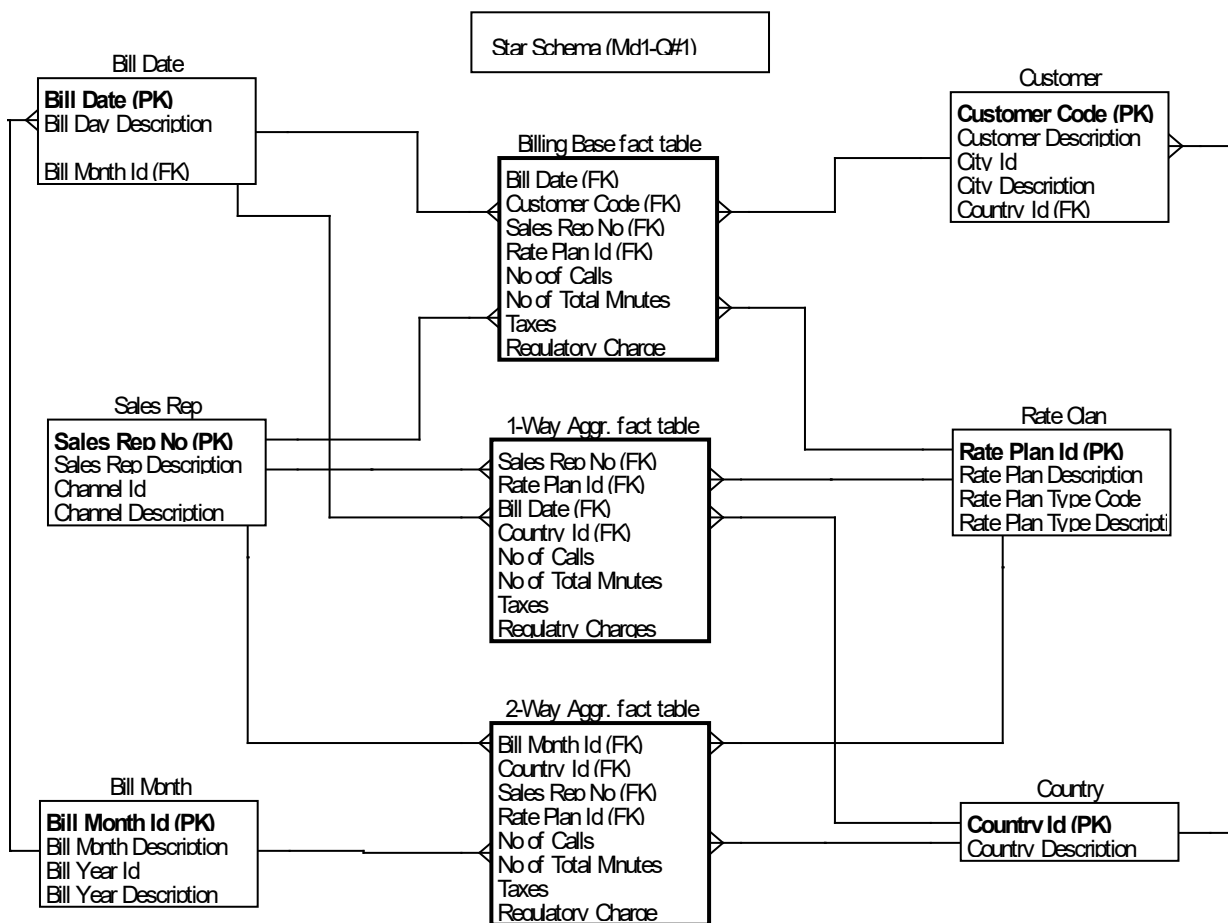 Star Schema (Md1-Q#1)
Bill Date
Bill Date (PK)
Bill Day Description
Bill Month Id (FK)
Customer
Customer Code (PK)
Customer Description
City Id
City Description
Country Id (FK)
Billing Base fact table
Bill Date (FK)
Customer Code (FK)
Sales Rep No (FK)
Rate Plan Id (FK)
No oof Calls
No of Total Minutes
Taxes
Regulatory Charge
Sales Rep
Sales Rep No (PK)
Sales Rep Description
Channel Id
Channel Description
1-Way Aggr. fact table
Sales Rep No (FK)
Rate Plan Id (FK)
Bill Date (FK)
Country Id (FK)
No of Calls
No of Total Minutes
Taxes
Regulatry Charges
Rate Olan
Rate Plan Id (PK)
Rate Plan Description
Rate Plan Type Code
Rate Plan Type Descripti
2-Way Aggr. fact table
Bill Month Id (FK)
Country Id (FK)
Sales Rep No (FK)
Rate Plan Id (FK)
No of Calls
No of Total Minutes
Taxes
Regulatory Charge
Bill Month
Bill Month Id (PK)
Bill Month Description
Bill Year Id
Bill Year Description
Country
Country Id (PK)
Country Description